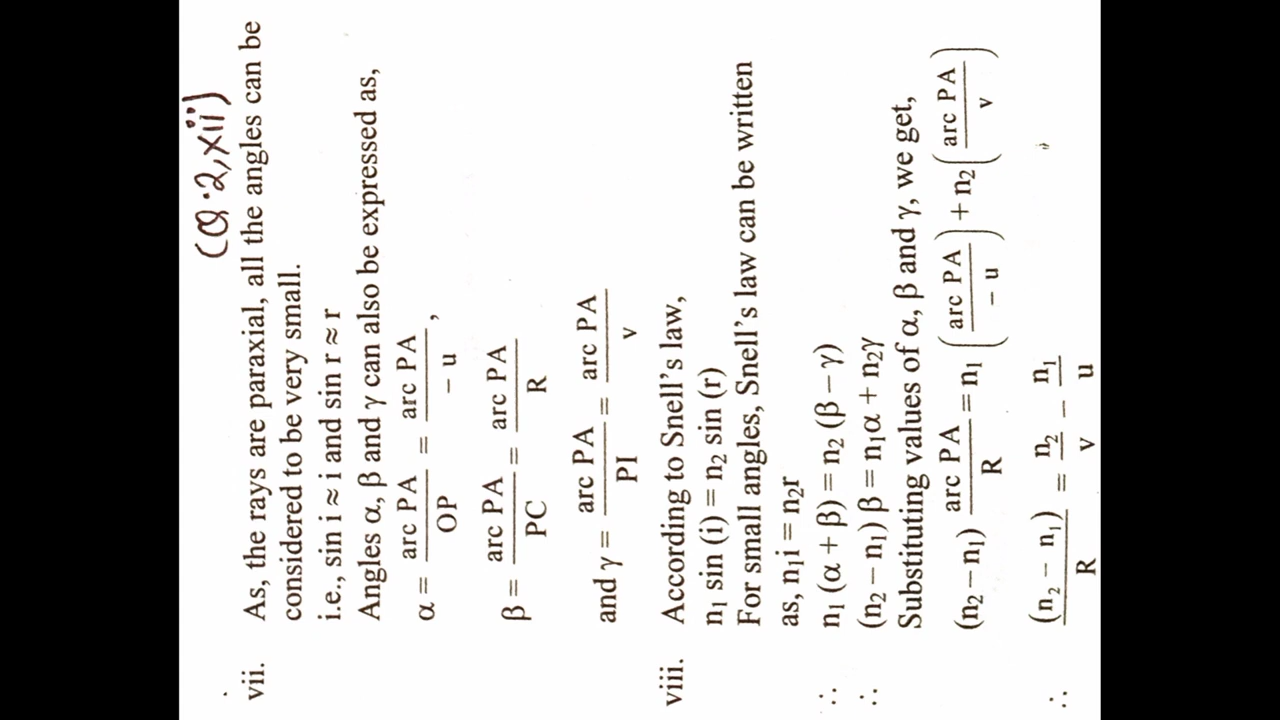 (Q.2,xii)
vii. As, the rays are paraxial, all the angles can be
considered to be very small.
i.e., sin i ≈ i and sin r ≈ r
Angles α, β and γ can also be expressed as,
α = arc PA / OP = arc PA / – u ,
β = arc PA / PC = arc PA / R
and γ = arc PA / PI = arc PA / v
viii. According to Snell's law,
n₁ sin (i) = n₂ sin (r)
For small angles, Snell's law can be written
as, n₁i = n₂r
∴ n₁ (α + β) = n₂ (β – γ)
∴ (n₂ – n₁) β = n₁α + n₂γ
Substituting values of α, β and γ, we get,
(n₂ – n₁) arc PA / R = n₁ (arc PA / – u) + n₂ (arc PA / v)
∴ (n₂ – n₁) / R = n₂ / v – n₁ / u